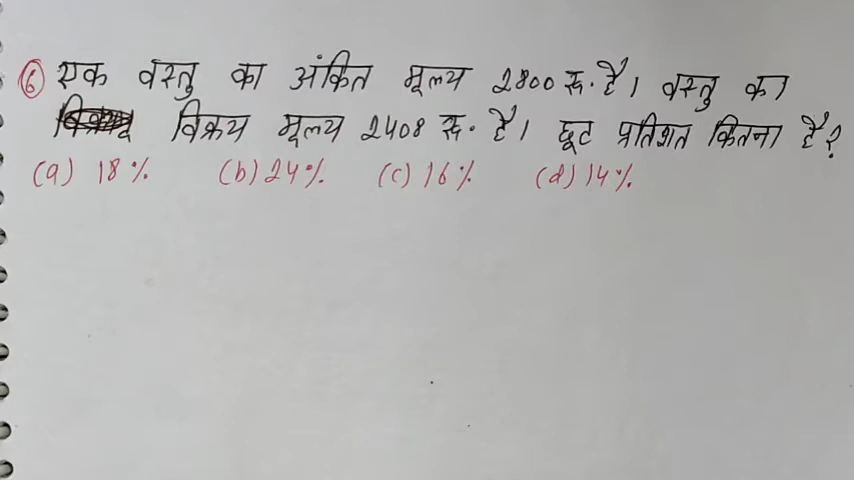 (6) एक वस्तु का अंकित मूल्य 2800 रू. है। वस्तु का
विक्रय मूल्य 2408 रू. है। छूट प्रतिशत कितना है?
(a) 18% (b) 24% (c) 16% (d) 14%